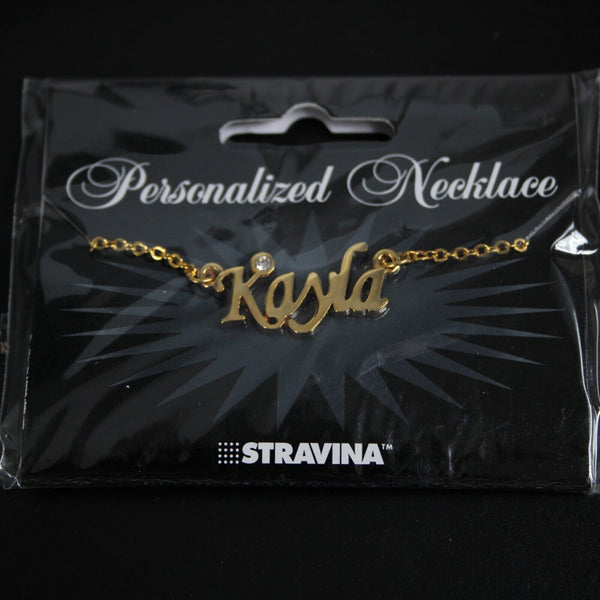 Personalized Necklace
Kayla
STRAVINA™